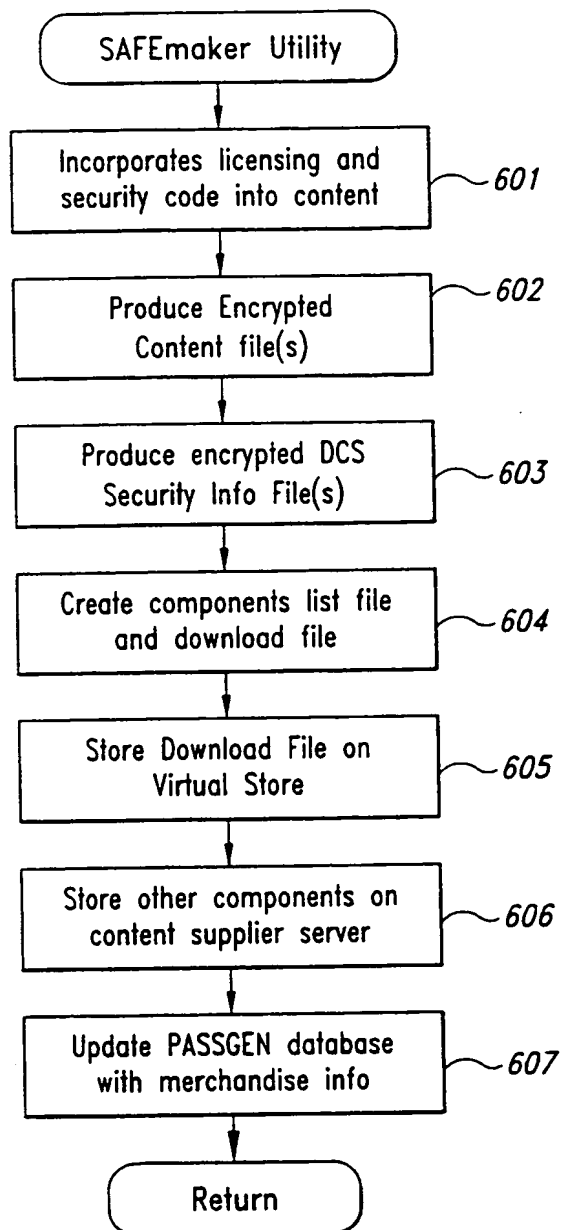 SAFEmaker Utility
Incorporates licensing and
security code into content
601
Produce Encrypted
Content file(s)
602
Produce encrypted DCS
Security Info File(s)
603
Create components list file
and download file
604
Store Download File on
Virtual Store
605
Store other components on
content supplier server
606
Update PASSGEN database
with merchandise info
607
Return